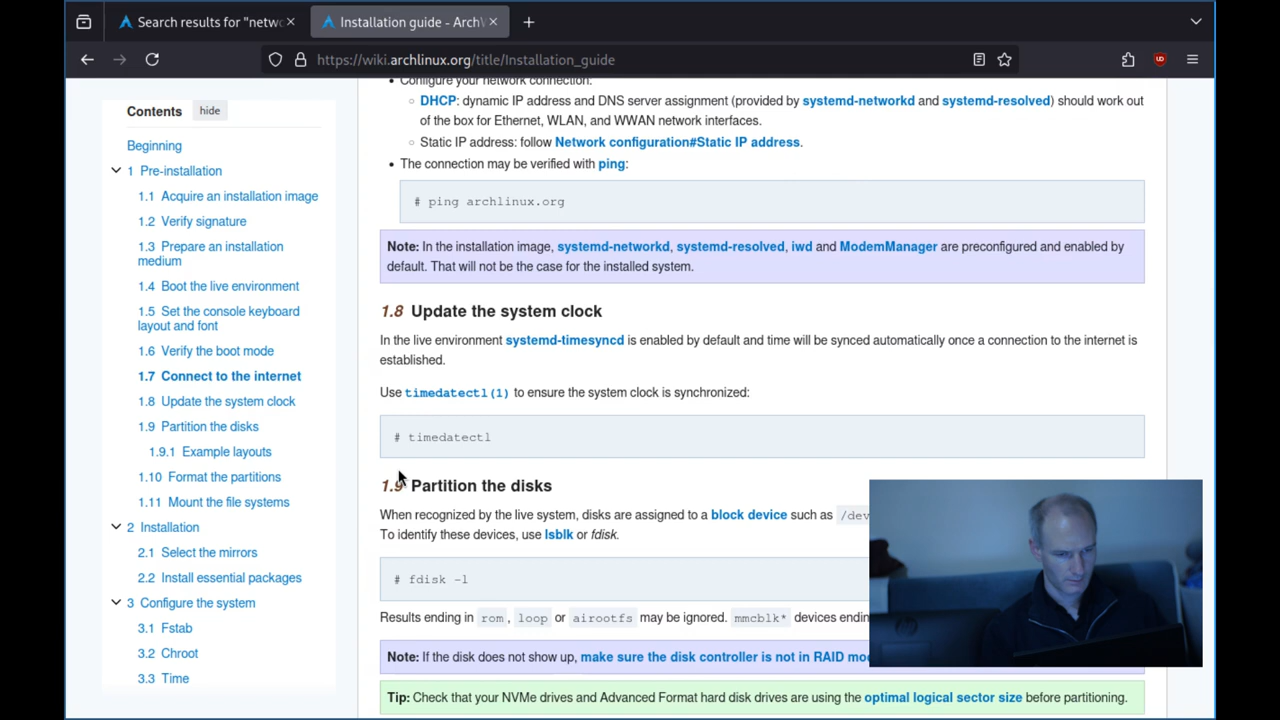 Search results for "netw
Installation guide - Arch
https://wiki.archlinux.org/title/Installation_guide
Contents hide
Beginning
1 Pre-installation
1.1 Acquire an installation image
1.2 Verify signature
1.3 Prepare an installation
medium
1.4 Boot the live environment
1.5 Set the console keyboard
layout and font
1.6 Verify the boot mode
1.7 Connect to the internet
1.8 Update the system clock
1.9 Partition the disks
1.9.1 Example layouts
1.10 Format the partitions
1.11 Mount the file systems
2 Installation
2.1 Select the mirrors
2.2 Install essential packages
3 Configure the system
3.1 Fstab
3.2 Chroot
3.3 Time
Configure your network connection:
DHCP: dynamic IP address and DNS server assignment (provided by systemd-networkd and systemd-resolved) should work out
of the box for Ethernet, WLAN, and WWAN network interfaces.
Static IP address: follow Network configuration#Static IP address.
The connection may be verified with ping:
# ping archlinux.org
Note: In the installation image, systemd-networkd, systemd-resolved, iwd and ModemManager are preconfigured and enabled by
default. That will not be the case for the installed system.
1.8 Update the system clock
In the live environment systemd-timesyncd is enabled by default and time will be synced automatically once a connection to the internet is
established.
Use timedatectl(1) to ensure the system clock is synchronized:
# timedatectl
1.9 Partition the disks
When recognized by the live system, disks are assigned to a block device such as /dev
To identify these devices, use lsblk or fdisk.
# fdisk -l
Results ending in rom, loop or airootfs may be ignored. mmcblk* devices
Note: If the disk does not show up, make sure the disk controller is not in RAID
Tip: Check that your NVMe drives and Advanced Format hard disk drives are using the optimal logical sector size before partitioning.